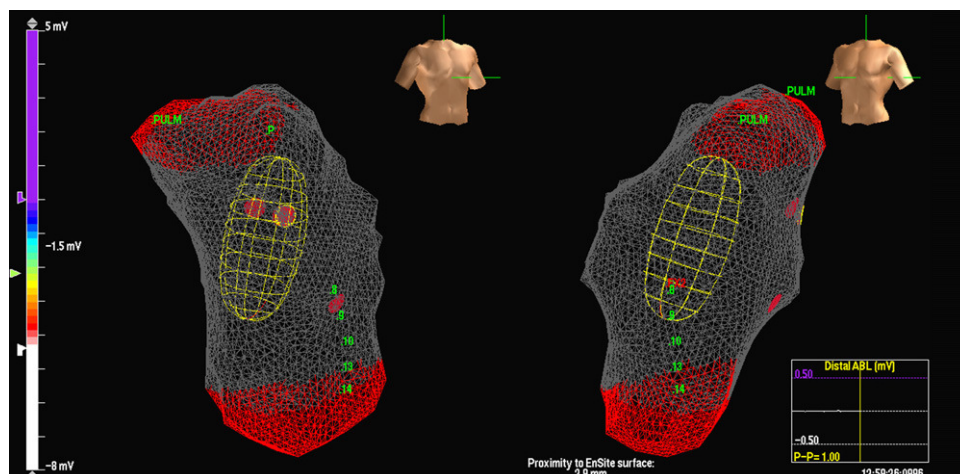 5 mV
-1.5 mV
-8 mV
PULM
.P
.8
.9
10
.13
.14
PULM
PULM
.8
.8
.10
.13
.14
Distal ABL (mV)
0.50
-0.50
P-P= 1.00
Proximity to EnSite surface: